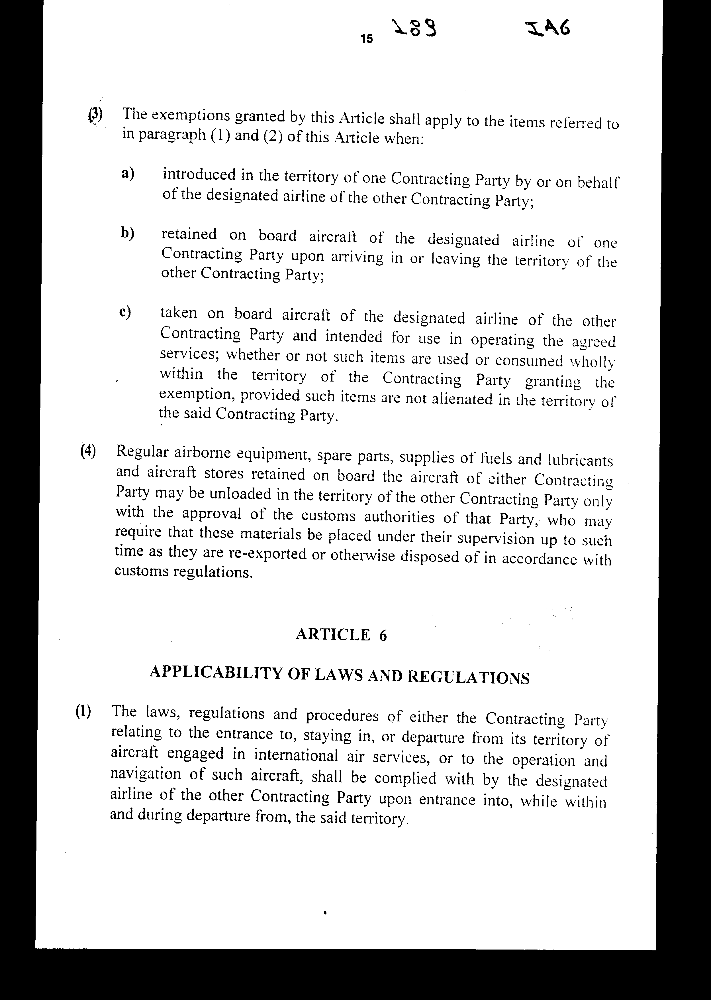 15 189 IA6
(3) The exemptions granted by this Article shall apply to the items referred to
in paragraph (1) and (2) of this Article when:
a) introduced in the territory of one Contracting Party by or on behalf
of the designated airline of the other Contracting Party;
b) retained on board aircraft of the designated airline of one
Contracting Party upon arriving in or leaving the territory of the
other Contracting Party;
c) taken on board aircraft of the designated airline of the other
Contracting Party and intended for use in operating the agreed
services; whether or not such items are used or consumed wholly
within the territory of the Contracting Party granting the
exemption, provided such items are not alienated in the territory of
the said Contracting Party.
(4) Regular airborne equipment, spare parts, supplies of fuels and lubricants
and aircraft stores retained on board the aircraft of either Contracting
Party may be unloaded in the territory of the other Contracting Party only
with the approval of the customs authorities of that Party, who may
require that these materials be placed under their supervision up to such
time as they are re-exported or otherwise disposed of in accordance with
customs regulations.
ARTICLE 6
APPLICABILITY OF LAWS AND REGULATIONS
(1) The laws, regulations and procedures of either the Contracting Party
relating to the entrance to, staying in, or departure from its territory of
aircraft engaged in international air services, or to the operation and
navigation of such aircraft, shall be complied with by the designated
airline of the other Contracting Party upon entrance into, while within
and during departure from, the said territory.